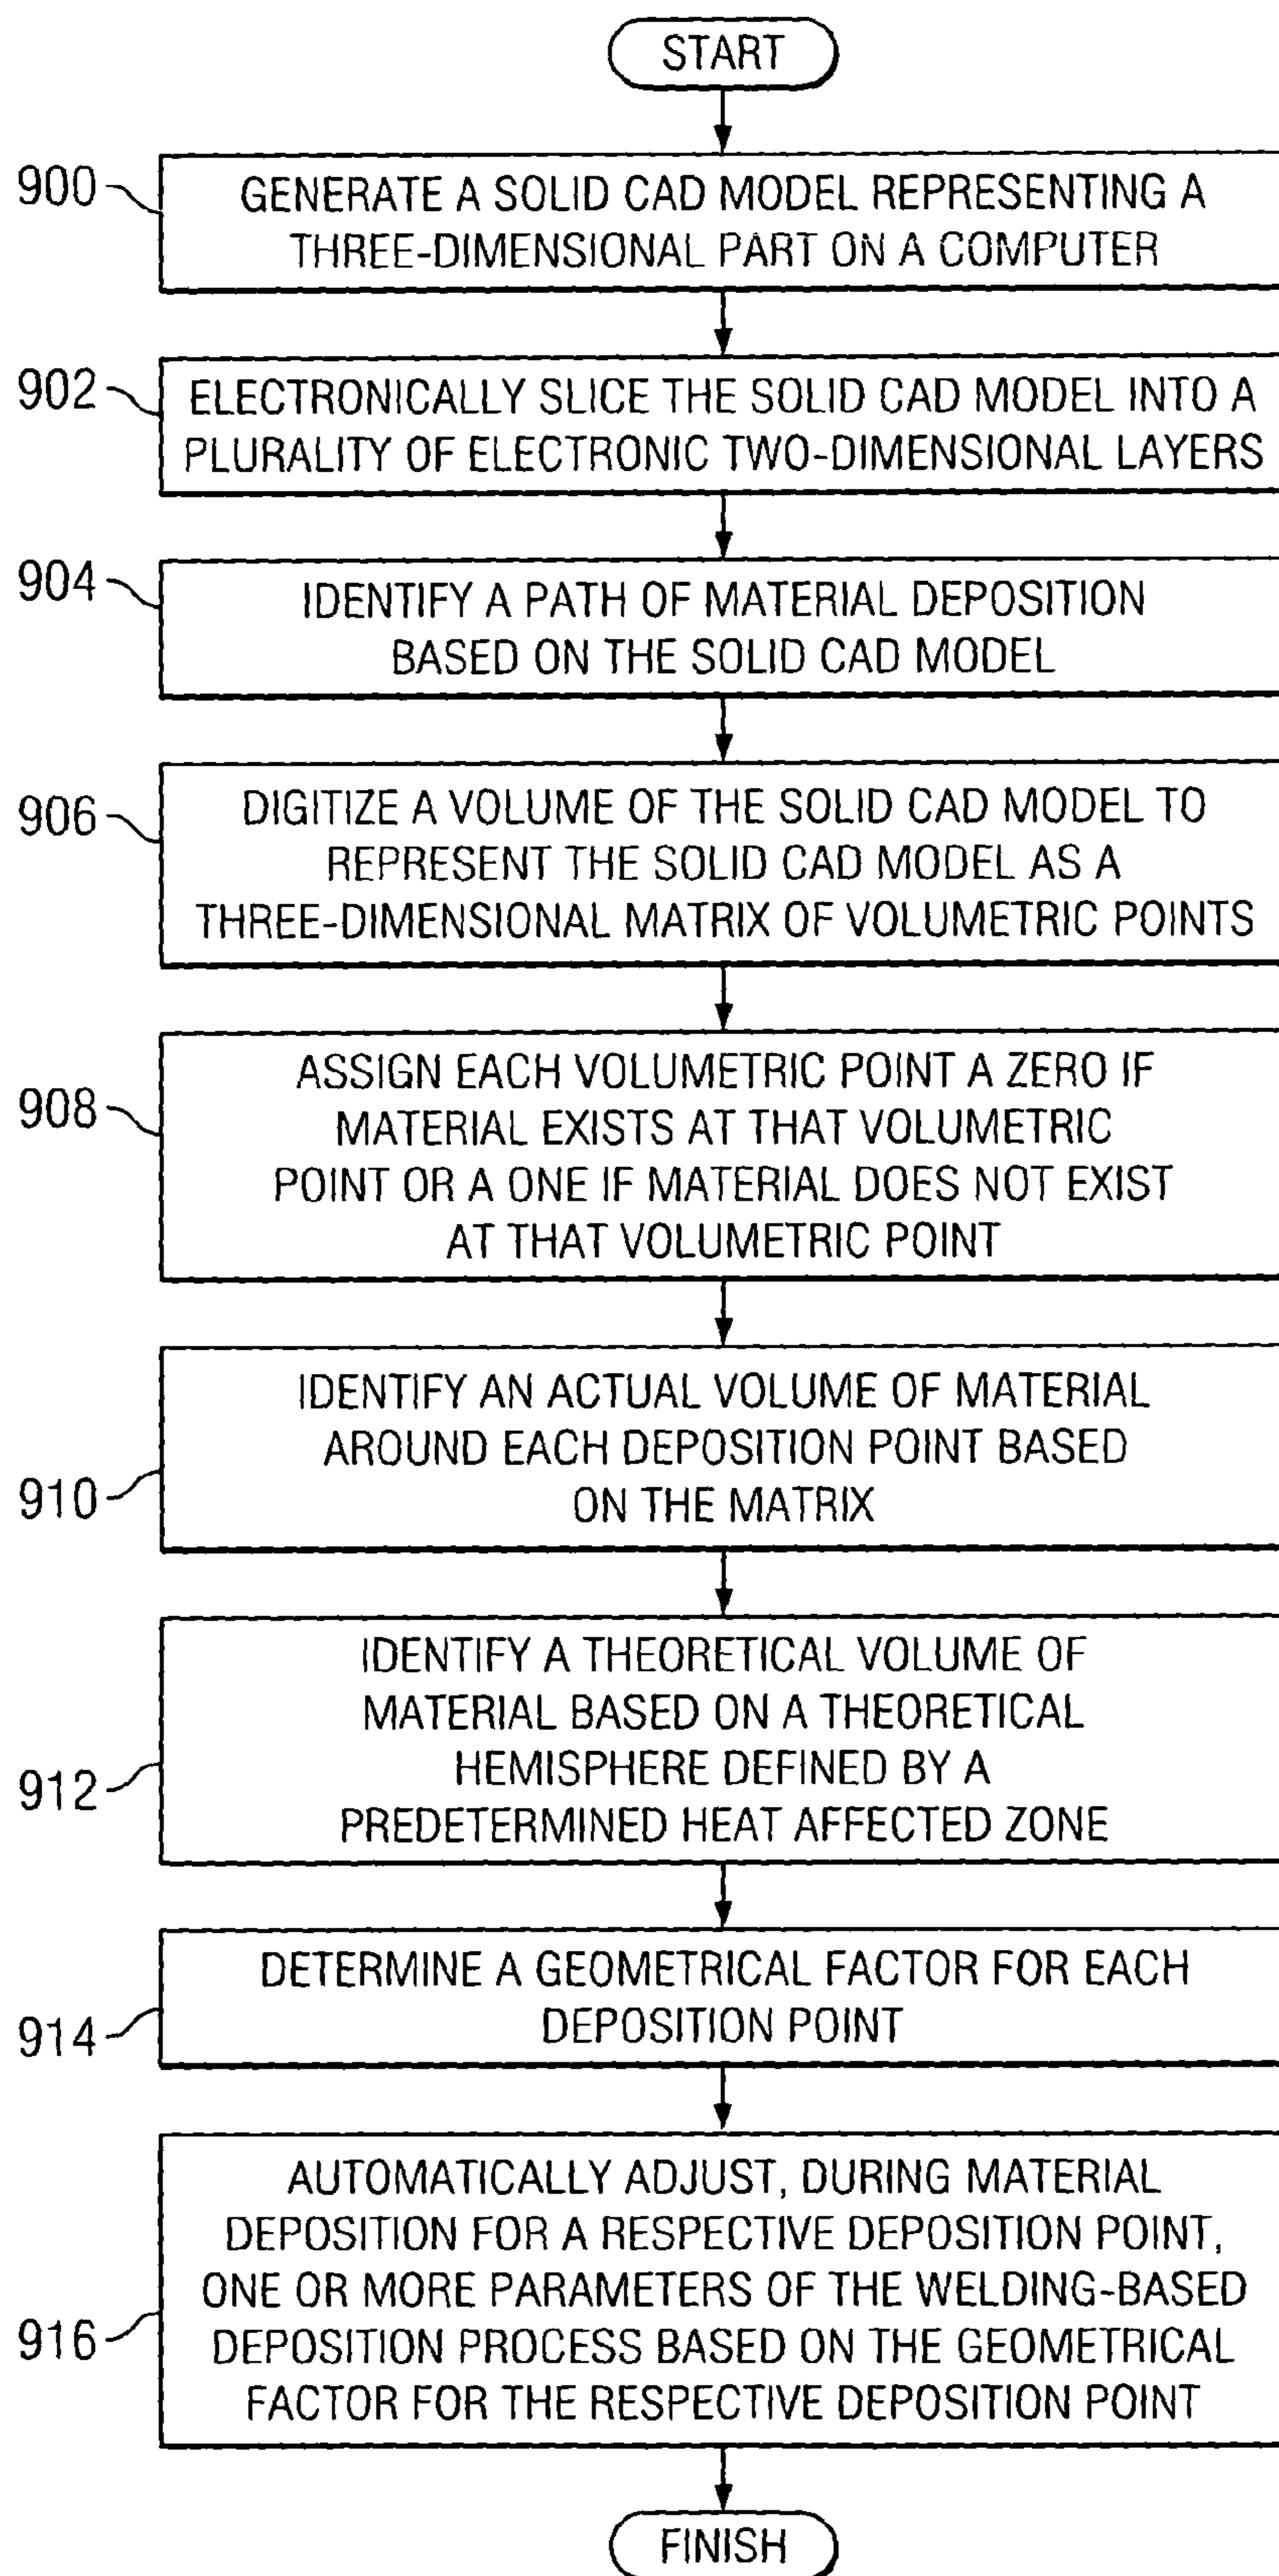 START
900
GENERATE A SOLID CAD MODEL REPRESENTING A
THREE-DIMENSIONAL PART ON A COMPUTER
902
ELECTRONICALLY SLICE THE SOLID CAD MODEL INTO A
PLURALITY OF ELECTRONIC TWO-DIMENSIONAL LAYERS
904
IDENTIFY A PATH OF MATERIAL DEPOSITION
BASED ON THE SOLID CAD MODEL
906
DIGITIZE A VOLUME OF THE SOLID CAD MODEL TO
REPRESENT THE SOLID CAD MODEL AS A
THREE-DIMENSIONAL MATRIX OF VOLUMETRIC POINTS
908
ASSIGN EACH VOLUMETRIC POINT A ZERO IF
MATERIAL EXISTS AT THAT VOLUMETRIC
POINT OR A ONE IF MATERIAL DOES NOT EXIST
AT THAT VOLUMETRIC POINT
910
IDENTIFY AN ACTUAL VOLUME OF MATERIAL
AROUND EACH DEPOSITION POINT BASED
ON THE MATRIX
912
IDENTIFY A THEORETICAL VOLUME OF
MATERIAL BASED ON A THEORETICAL
HEMISPHERE DEFINED BY A
PREDETERMINED HEAT AFFECTED ZONE
914
DETERMINE A GEOMETRICAL FACTOR FOR EACH
DEPOSITION POINT
916
AUTOMATICALLY ADJUST, DURING MATERIAL
DEPOSITION FOR A RESPECTIVE DEPOSITION POINT,
ONE OR MORE PARAMETERS OF THE WELDING-BASED
DEPOSITION PROCESS BASED ON THE GEOMETRICAL
FACTOR FOR THE RESPECTIVE DEPOSITION POINT
FINISH